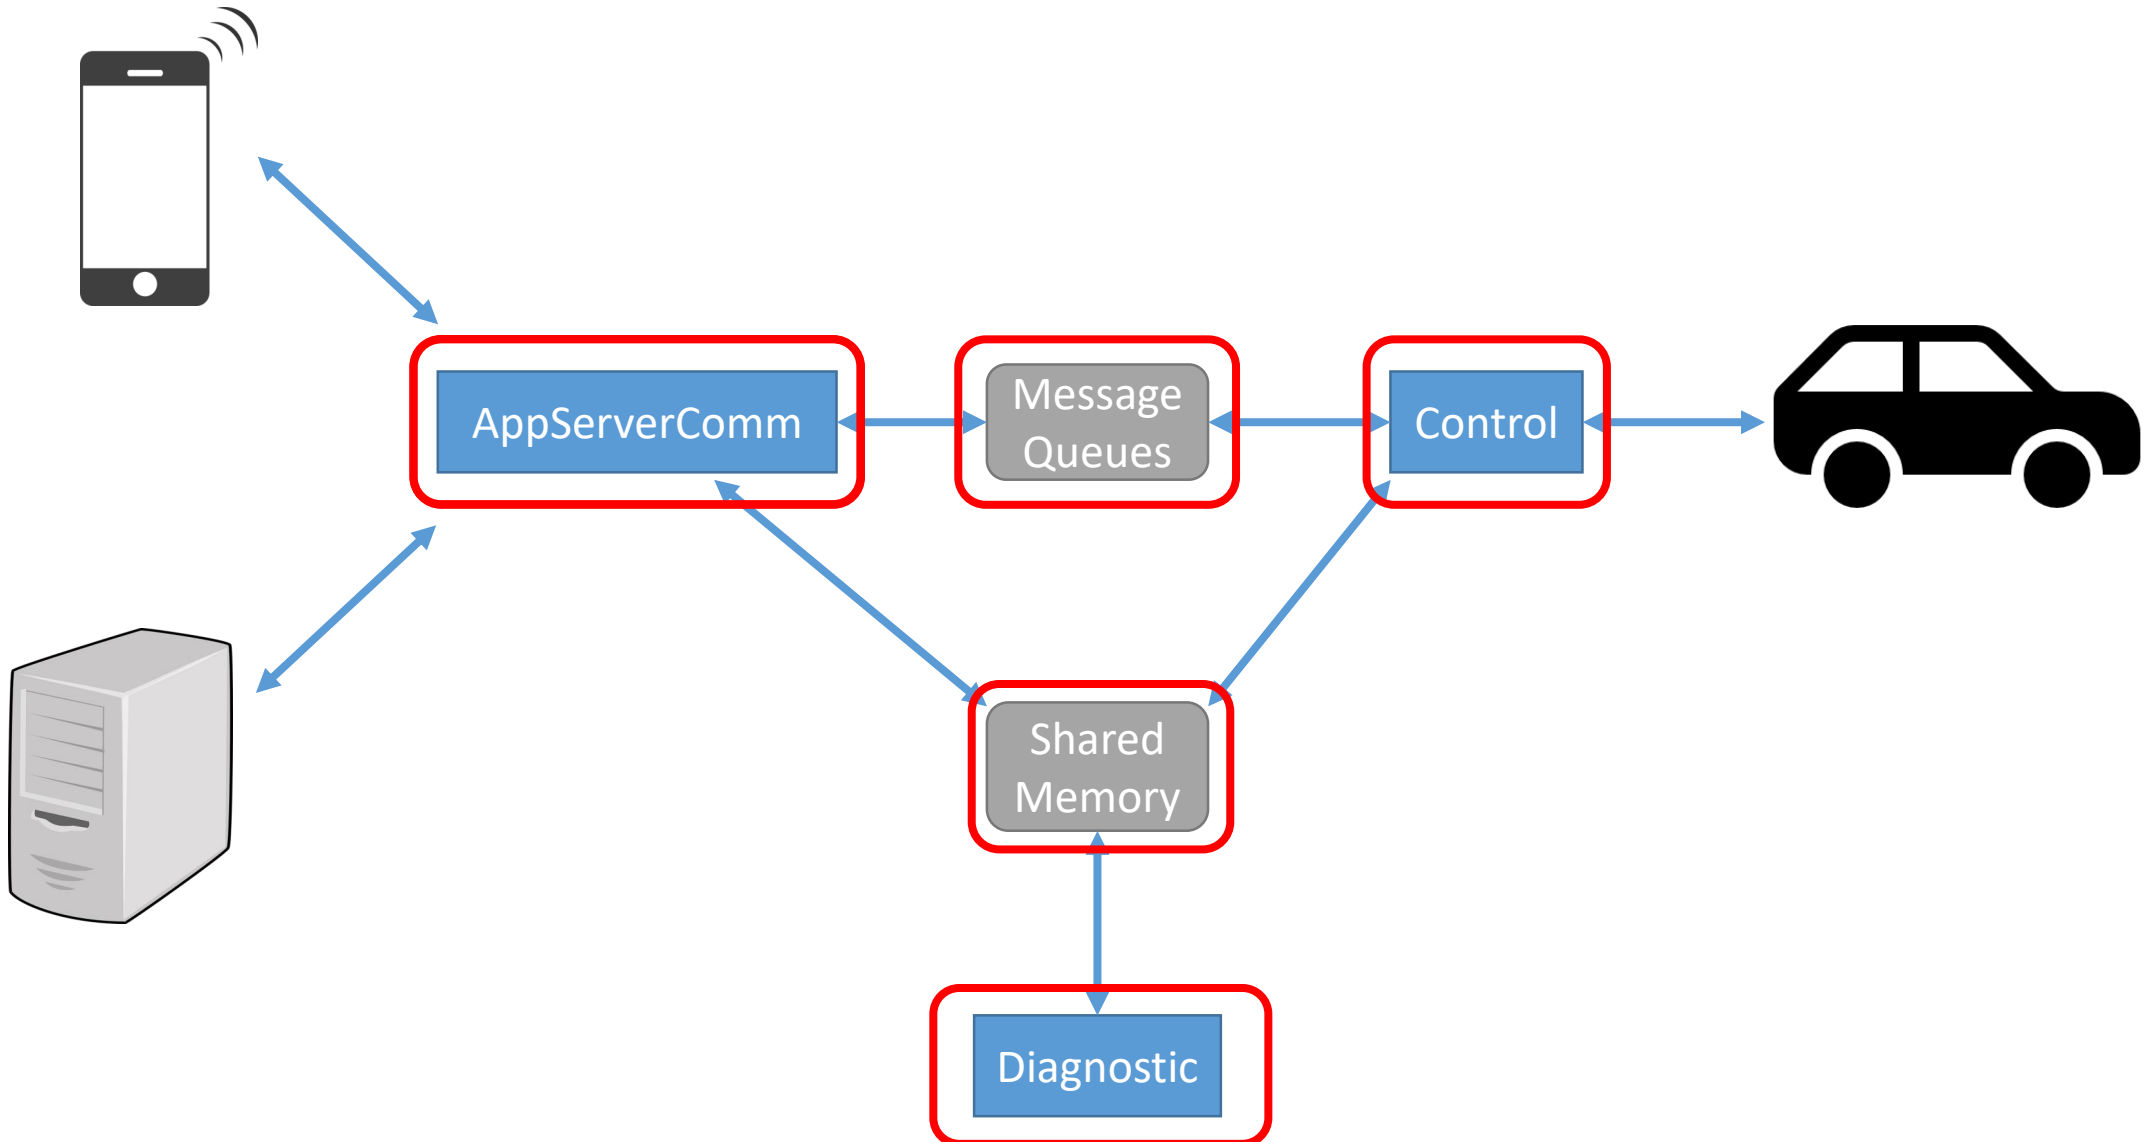 AppServerComm
Message
Queues
Control
Shared
Memory
Diagnostic